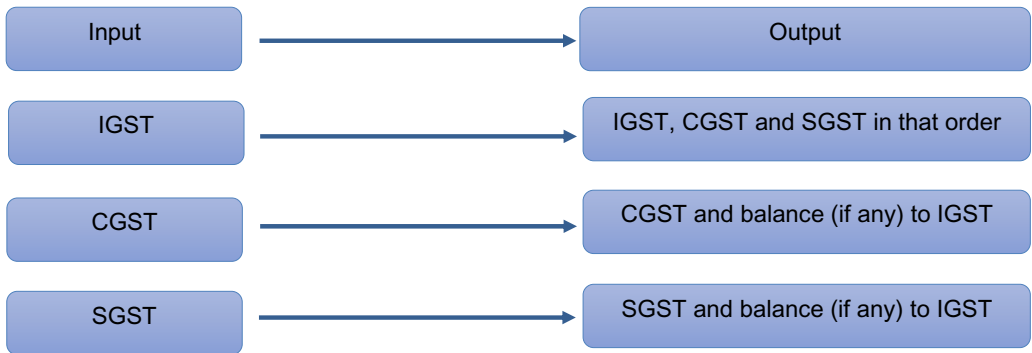 Input
Output
IGST
IGST, CGST and SGST in that order
CGST
CGST and balance (if any) to IGST
SGST
SGST and balance (if any) to IGST